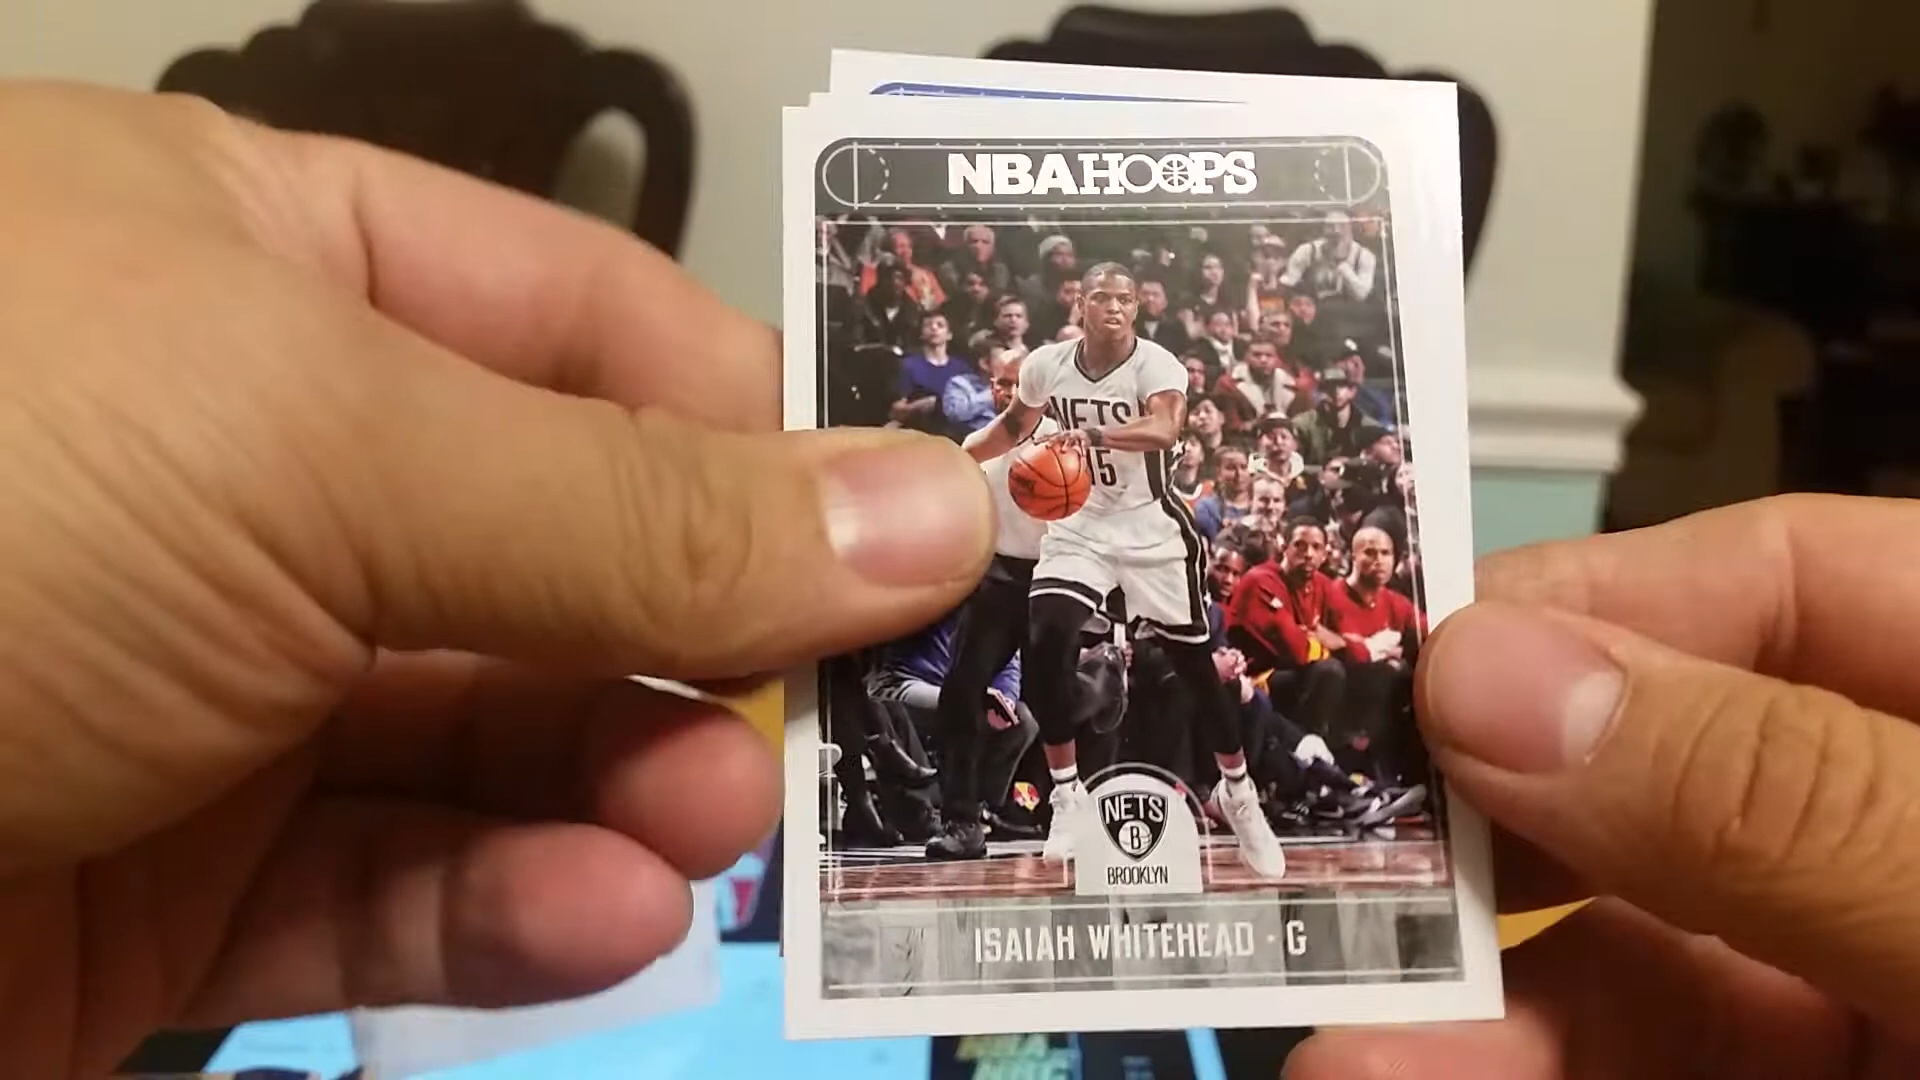 NBAHOOPS
NETS
15
NETS
B
BROOKLYN
ISAIAH WHITEHEAD · G